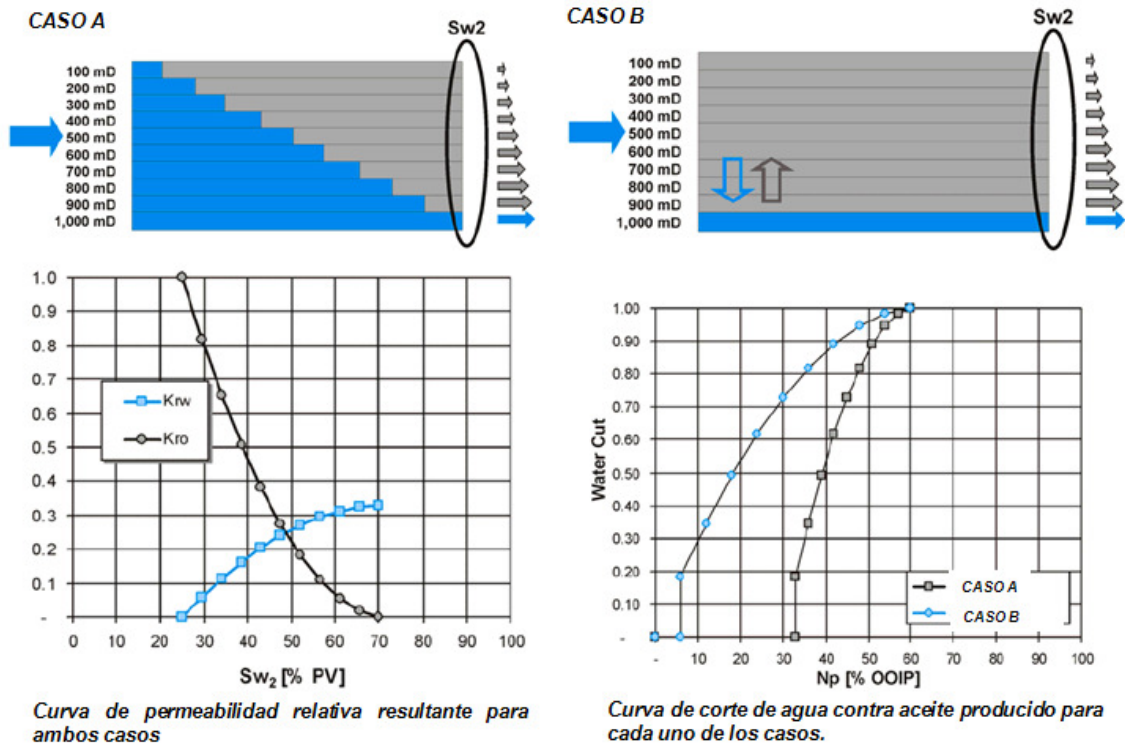 CASO A
Sw2
100 mD
200 mD
300 mD
400 mD
500 mD
600 mD
700 mD
800 mD
900 mD
1,000 mD
CASO B
Sw2
100 mD
200 mD
300 mD
400 mD
500 mD
600 mD
700 mD
800 mD
900 mD
1,000 mD
1.0
0.9
0.8
0.7
0.6
0.5
0.4
0.3
0.2
0.1
-
Krw
Kro
0 10 20 30 40 50 60 70 80 90 100
Sw2 [% PV]
Curva de permeabilidad relativa resultante para
ambos casos
Water Cut
1.00
0.90
0.80
0.70
0.60
0.50
0.40
0.30
0.20
0.10
-
CASO A
CASO B
- 10 20 30 40 50 60 70 80 90 100
Np [% OOIP]
Curva de corte de agua contra aceite producido para
cada uno de los casos.